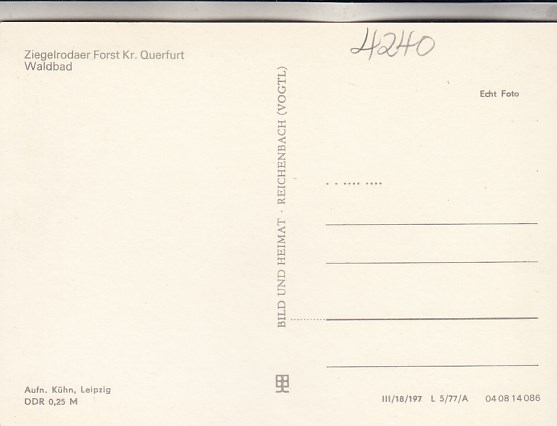 Ziegelrodaer Forst Kr. Querfurt
Waldbad
4240
Echt Foto
BILD UND HEIMAT · REICHENBACH (VOGTL)
Aufn. Kühn, Leipzig
DDR 0,25 M
III/18/197 L 5/77/A 04 08 14 086